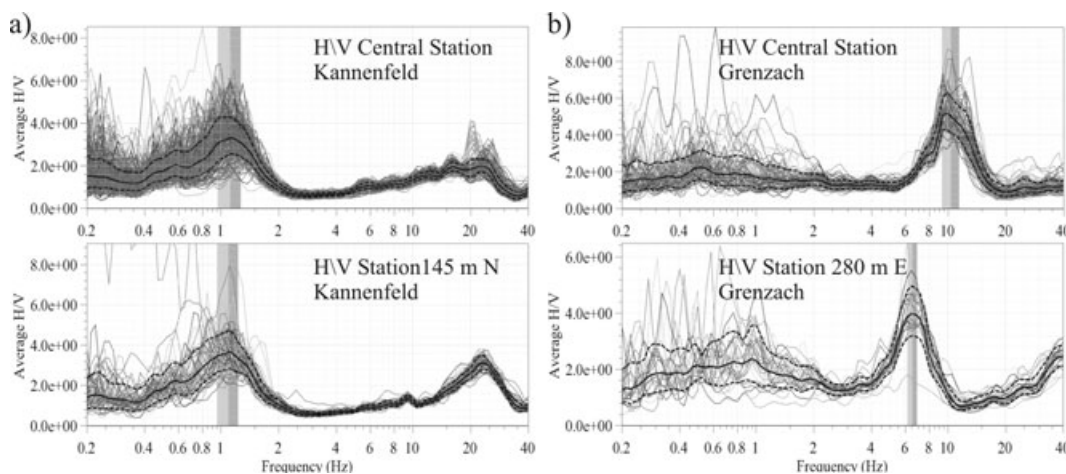 a)
H\V Central Station
Kannenfeld
Average H/V
8.0e+00
6.0e+00
4.0e+00
2.0e+00
0.0e+00
0.2 0.4 0.6 0.8 1 2 4 6 8 10 20 40
H\V Station145 m N
Kannenfeld
Average H/V
8.0e+00
6.0e+00
4.0e+00
2.0e+00
0.0e+00
0.2 0.4 0.6 0.8 1 2 4 6 8 10 20 40
Frequency (Hz)
b)
H\V Central Station
Grenzach
Average H/V
8.0e+00
6.0e+00
4.0e+00
2.0e+00
0.0e+00
0.2 0.4 0.6 0.8 1 2 4 6 8 10 20 40
H\V Station 280 m E
Grenzach
Average H/V
6.0e+00
4.0e+00
2.0e+00
0.0e+00
0.2 0.4 0.6 0.8 1 2 4 6 8 10 20 40
Frequency (Hz)